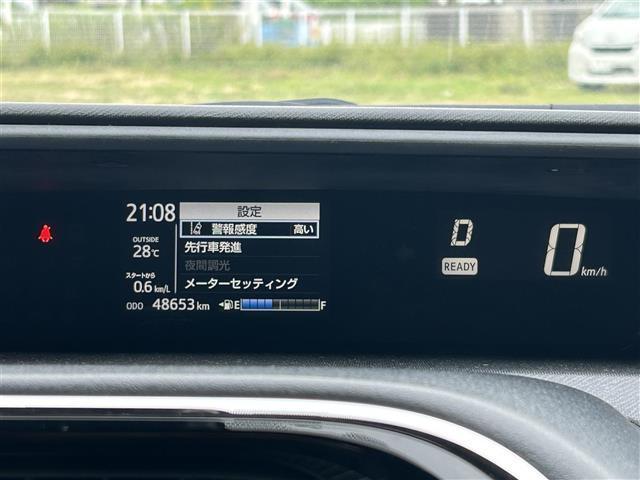 21:08
設定
警報感度 高い
先行車発進
夜間調光
メーターセッティング
OUTSIDE
28℃
スタートから
0.6 km/L
ODO 48653 km
E F
D
READY
0 km/h